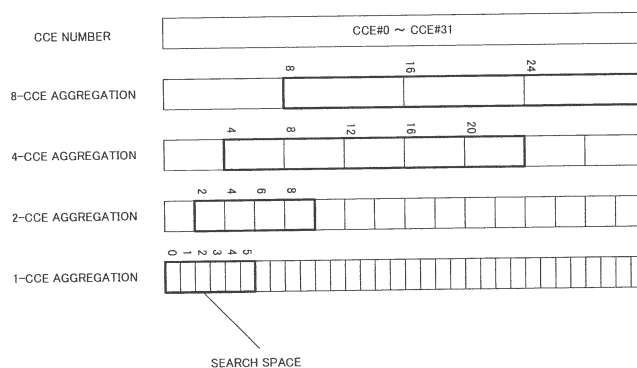 CCE NUMBER
CCE#0 ～ CCE#31
8-CCE AGGREGATION
8 16 24
4-CCE AGGREGATION
4 8 12 16 20
2-CCE AGGREGATION
2 4 6 8
1-CCE AGGREGATION
0 1 2 3 4 5
SEARCH SPACE